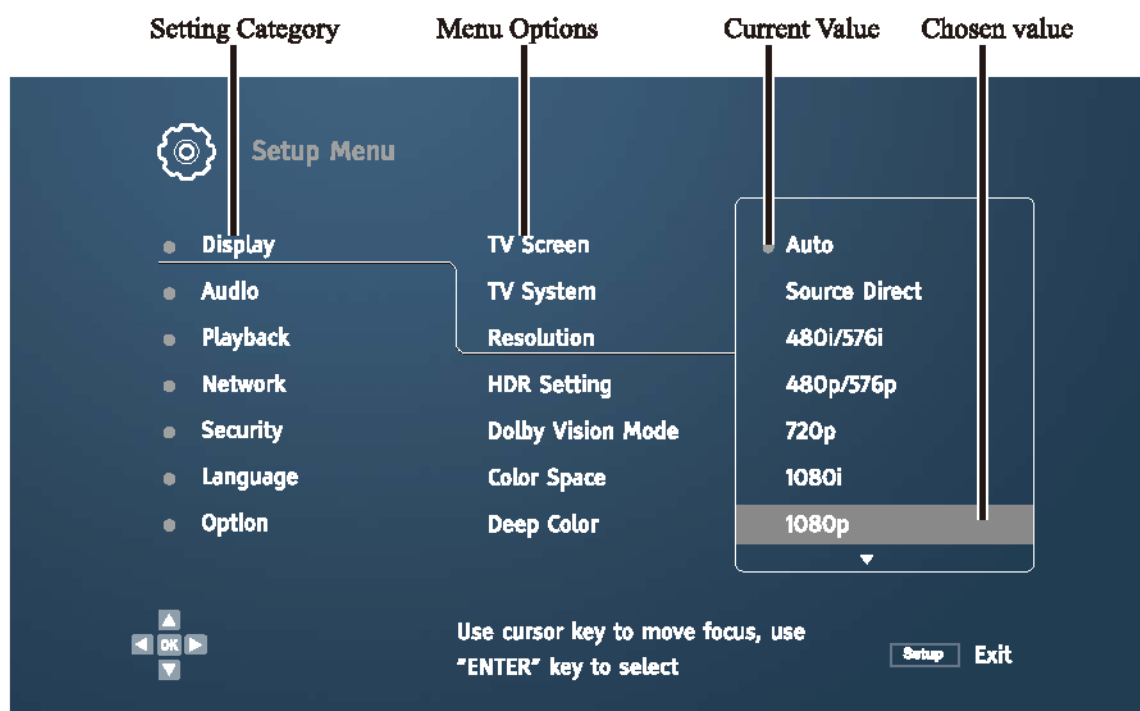 Setting Category Menu Options Current Value Chosen value
Setup Menu
Display TV Screen Auto
Audio TV System Source Direct
Playback Resolution 480i/576i
Network HDR Setting 480p/576p
Security Dolby Vision Mode 720p
Language Color Space 1080i
Option Deep Color 1080p
OK
Use cursor key to move focus, use
"ENTER" key to select
Setup Exit